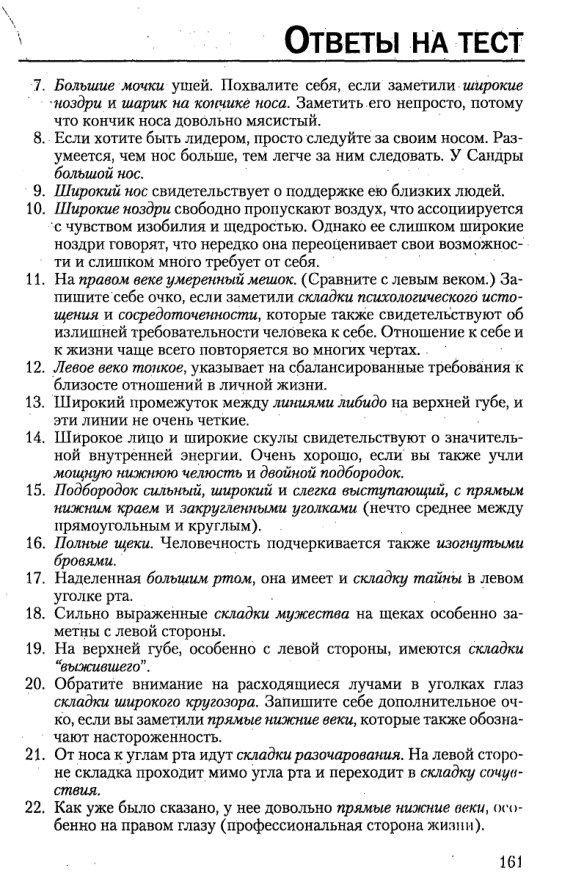 ОТВЕТЫ НА ТЕСТ
7. Большие мочки ушей. Похвалите себя, если заметили широкие
ноздри и шарик на кончике носа. Заметить его непросто, потому
что кончик носа довольно мясистый.
8. Если хотите быть лидером, просто следуйте за своим носом. Раз-
умеется, чем нос больше, тем легче за ним следовать. У Сандры
большой нос.
9. Широкий нос свидетельствует о поддержке ею близких людей.
10. Широкие ноздри свободно пропускают воздух, что ассоциируется
с чувством изобилия и щедростью. Однако ее слишком широкие
ноздри говорят, что нередко она переоценивает свои возможнос-
ти и слишком много требует от себя.
11. На правом веке умеренный мешок. (Сравните с левым веком.) За-
пишите себе очко, если заметили складки психологического исто-
щения и сосредоточенности, которые также свидетельствуют об
излишней требовательности человека к себе. Отношение к себе и
к жизни чаще всего повторяется во многих чертах.
12. Левое веко тонкое, указывает на сбалансированные требования к
близости отношений в личной жизни.
13. Широкий промежуток между линиями либидо на верхней губе, и
эти линии не очень четкие.
14. Широкое лицо и широкие скулы свидетельствуют о значитель-
ной внутренней энергии. Очень хорошо, если вы также учли
мощную нижнюю челюсть и двойной подбородок.
15. Подбородок сильный, широкий и слегка выступающий, с прямым
нижним краем и закругленными уголками (нечто среднее между
прямоугольным и круглым).
16. Полные щеки. Человечность подчеркивается также изогнутыми
бровями.
17. Наделенная большим ртом, она имеет и складку тайны в левом
уголке рта.
18. Сильно выраженные складки мужества на щеках особенно за-
метны с левой стороны.
19. На верхней губе, особенно с левой стороны, имеются складки
“выжившего”.
20. Обратите внимание на расходящиеся лучами в уголках глаз
складки широкого кругозора. Запишите себе дополнительное оч-
ко, если вы заметили прямые нижние веки, которые также обозна-
чают настороженность.
21. От носа к углам рта идут складки разочарования. На левой сторо-
не складка проходит мимо угла рта и переходит в складку сочув-
ствия.
22. Как уже было сказано, у нее довольно прямые нижние веки, осо-
бенно на правом глазу (профессиональная сторона жизни).
161